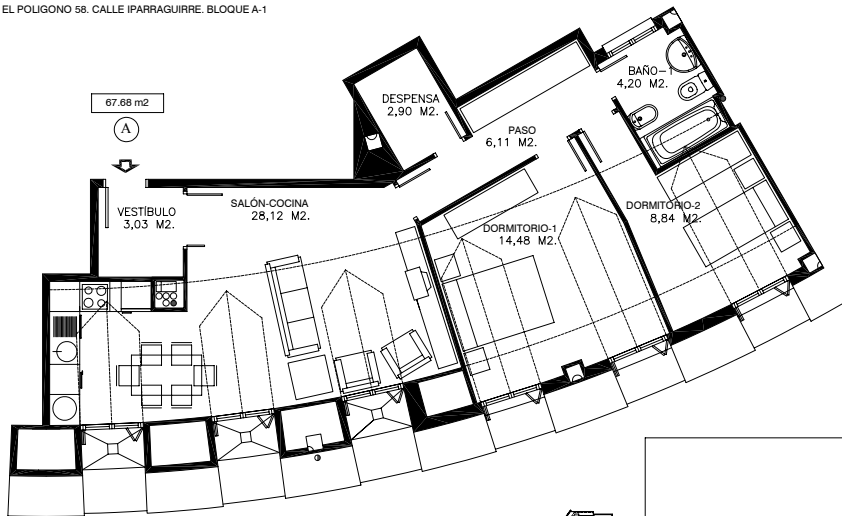 EL POLIGONO 58. CALLE IPARRAGUIRRE. BLOQUE A-1
67.68 m2
A
BAÑO-1
4,20 M2.
DESPENSA
2,90 M2.
PASO
6,11 M2.
VESTÍBULO
3,03 M2.
SALÓN-COCINA
28,12 M2.
DORMITORIO-1
14,48 M2.
DORMITORIO-2
8,84 M2.